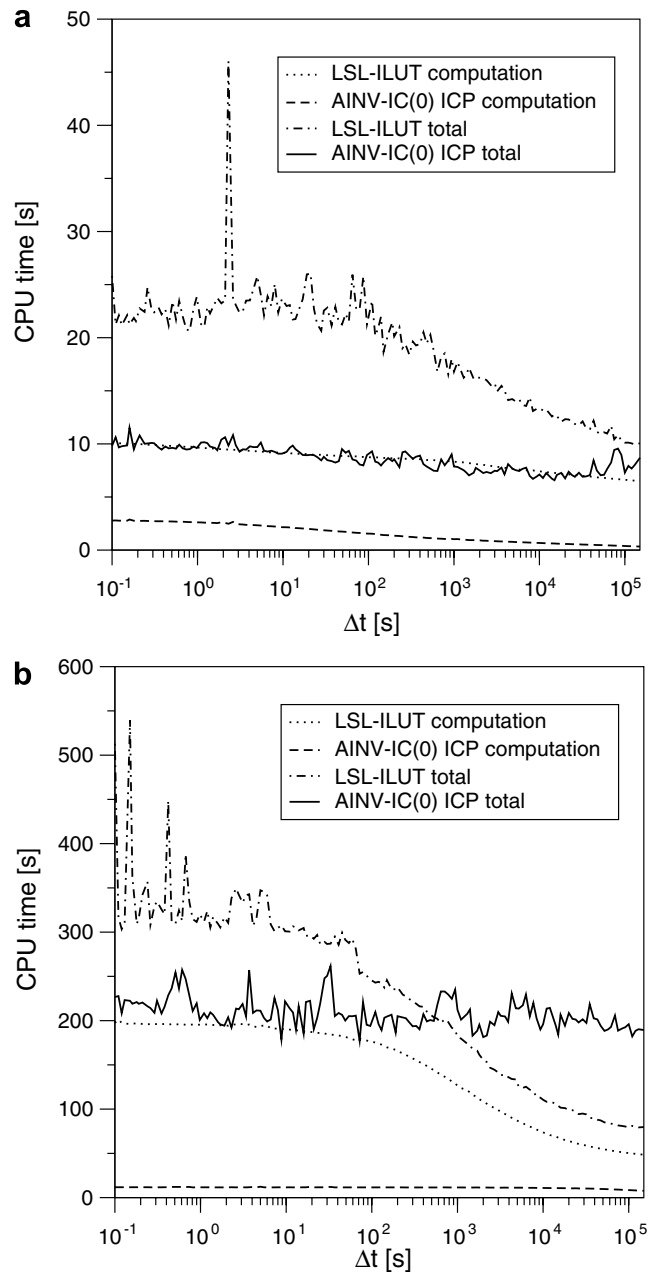 a
50
40
30
20
10
0
CPU time [s]
LSL-ILUT computation
AINV-IC(0) ICP computation
LSL-ILUT total
AINV-IC(0) ICP total
10-1 100 101 102 103 104 105
Δt [s]
b
600
500
400
300
200
100
0
CPU time [s]
LSL-ILUT computation
AINV-IC(0) ICP computation
LSL-ILUT total
AINV-IC(0) ICP total
10-1 100 101 102 103 104 105
Δt [s]